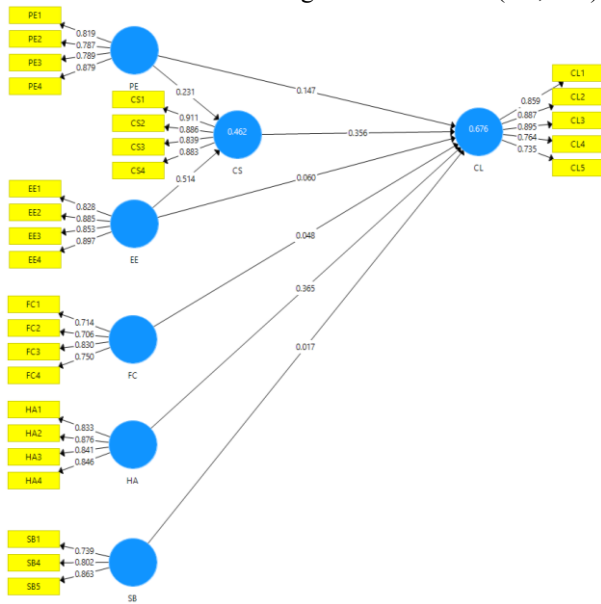 PE1
PE2
PE3
PE4
0.819
0.787
0.789
0.879
PE
0.147
0.231
CS1
CS2
CS3
CS4
0.911
0.886
0.839
0.883
0.462
CS
0.356
0.676
CL
0.859
0.887
0.895
0.764
0.735
CL1
CL2
CL3
CL4
CL5
0.514
0.060
EE1
EE2
EE3
EE4
0.828
0.885
0.853
0.897
EE
0.048
FC1
FC2
FC3
FC4
0.714
0.706
0.830
0.750
FC
0.365
0.017
HA1
HA2
HA3
HA4
0.833
0.876
0.841
0.846
HA
SB1
SB4
SB5
0.739
0.802
0.863
SB